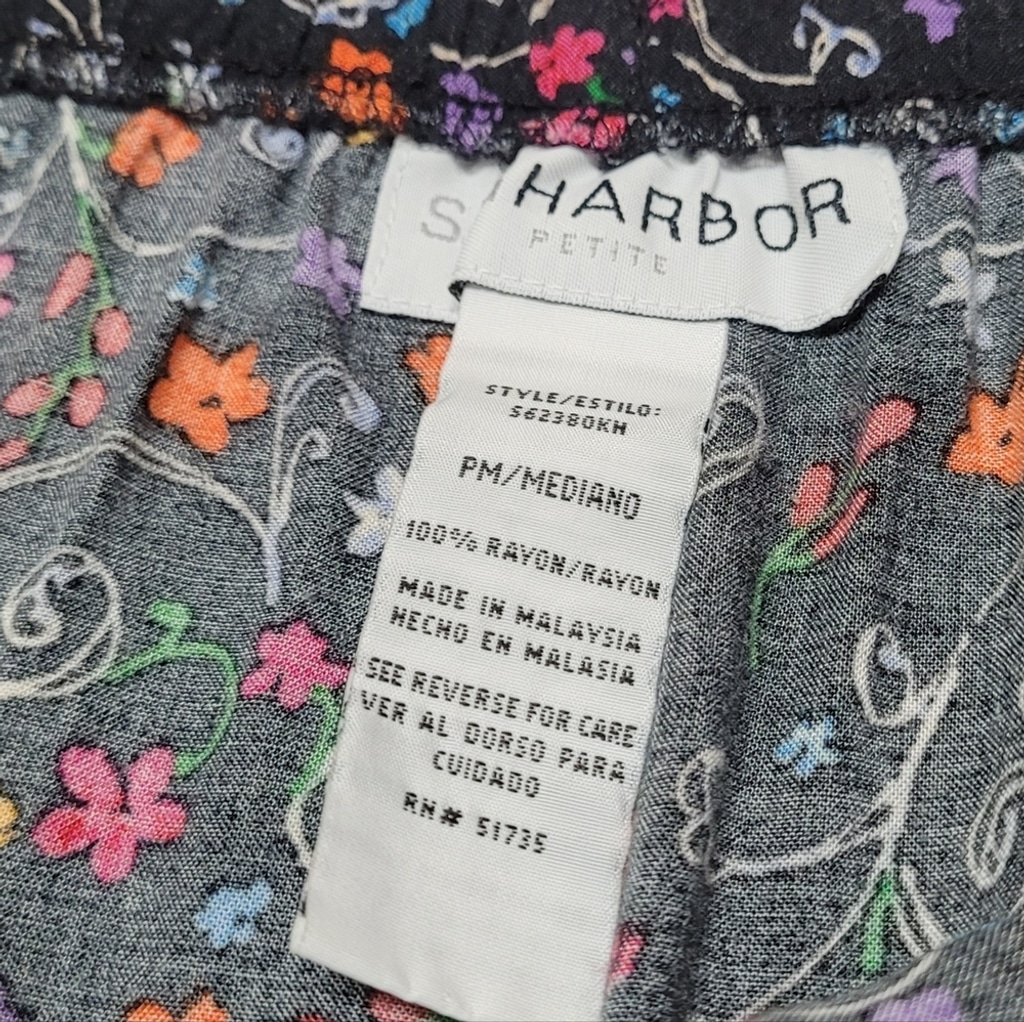 S
HARBOR
PETITE
STYLE/ESTILO:
S62380KH
PM/MEDIANO
100% RAYON/RAYON
MADE IN MALAYSIA
HECHO EN MALASIA
SEE REVERSE FOR CARE
VER AL DORSO PARA
CUIDADO
RN# 51735